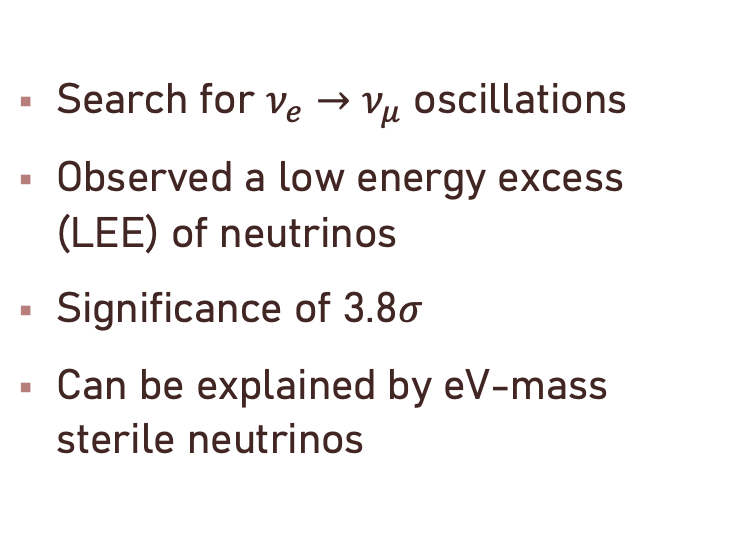 ▪ Search for νₑ → ν_μ oscillations
▪ Observed a low energy excess
(LEE) of neutrinos
▪ Significance of 3.8σ
▪ Can be explained by eV-mass
sterile neutrinos